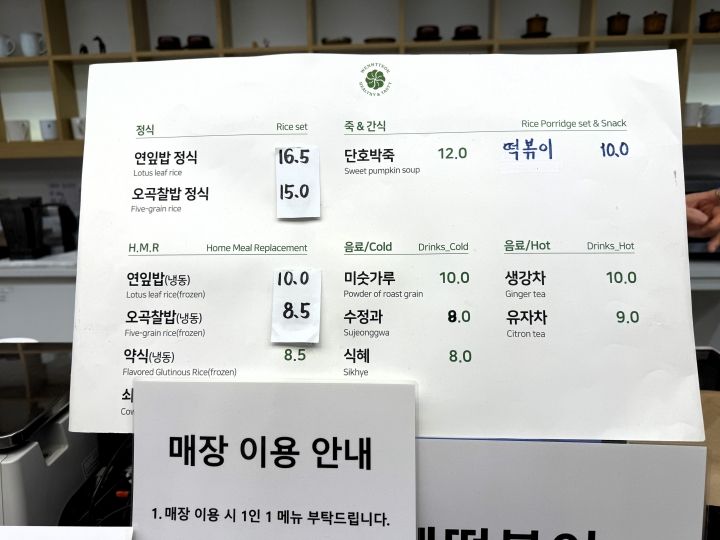 정식 Rice set
연잎밥 정식 16.5
Lotus leaf rice
오곡찰밥 정식 15.0
Five-grain rice
죽 & 간식 Rice Porridge set & Snack
단호박죽 12.0 떡볶이 10.0
Sweet pumpkin soup
H.M.R Home Meal Replacement
연잎밥(냉동) 10.0
Lotus leaf rice(frozen)
오곡찰밥(냉동) 8.5
Five-grain rice(frozen)
약식(냉동) 8.5
Flavored Glutinous Rice(frozen)
음료/Cold Drinks_Cold
미숫가루 10.0
Powder of roast grain
수정과 8.0
Sujeonggwa
식혜 8.0
Sikhye
음료/Hot Drinks_Hot
생강차 10.0
Ginger tea
유자차 9.0
Citron tea
매장 이용 안내
1. 매장 이용 시 1인 1 메뉴 부탁드립니다.